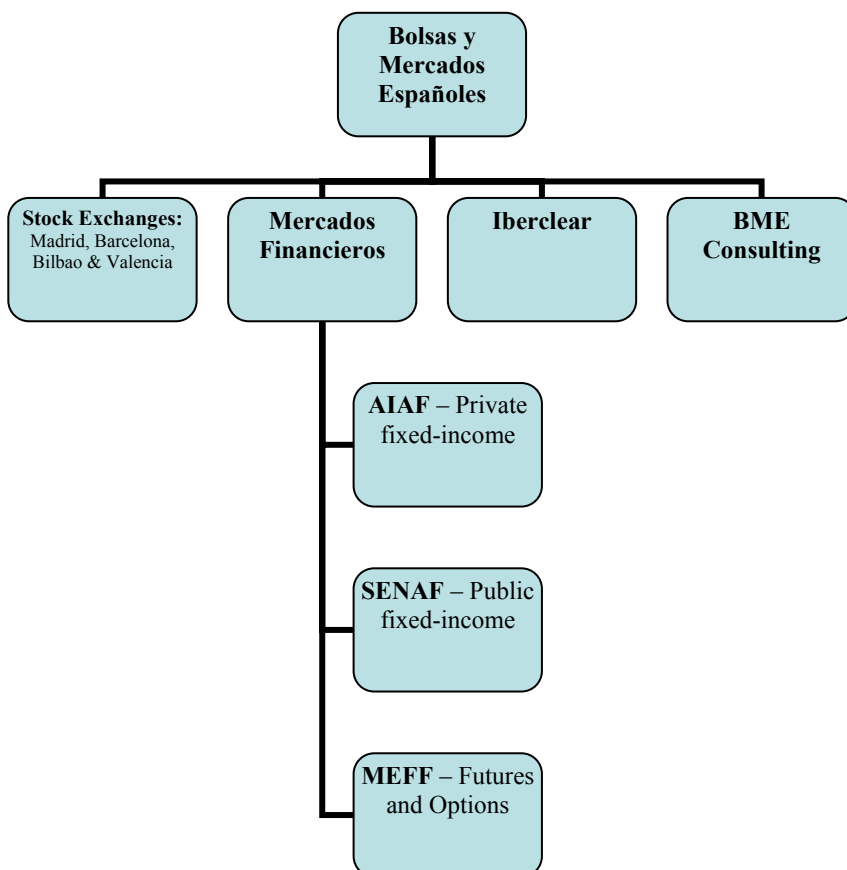 Bolsas y
Mercados
Españoles
Stock Exchanges:
Madrid, Barcelona,
Bilbao & Valencia
Mercados
Financieros
Iberclear
BME
Consulting
AIAF – Private
fixed-income
SENAF – Public
fixed-income
MEFF – Futures
and Options